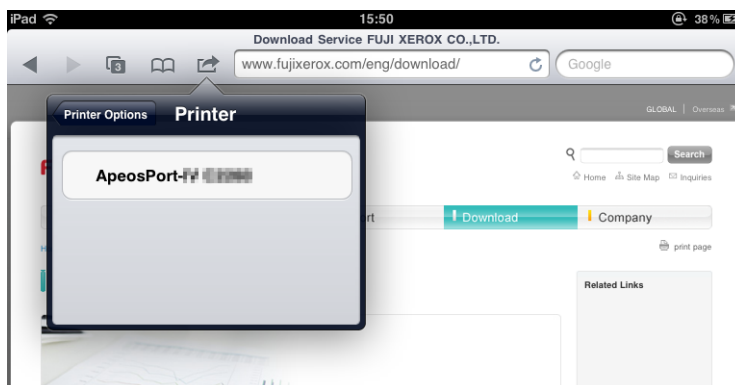 iPad 15:50 38%
Download Service FUJI XEROX CO.,LTD.
3 www.fujixerox.com/eng/download/ Google
Printer Options Printer
GLOBAL | Overseas
ApeosPort-
Search
Home Site Map Inquiries
Download Company
print page
Related Links